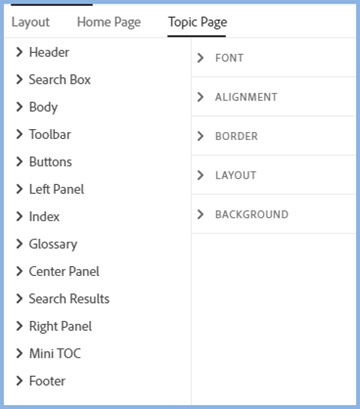 Layout Home Page Topic Page
Header
Search Box
Body
Toolbar
Buttons
Left Panel
Index
Glossary
Center Panel
Search Results
Right Panel
Mini TOC
Footer
FONT
ALIGNMENT
BORDER
LAYOUT
BACKGROUND